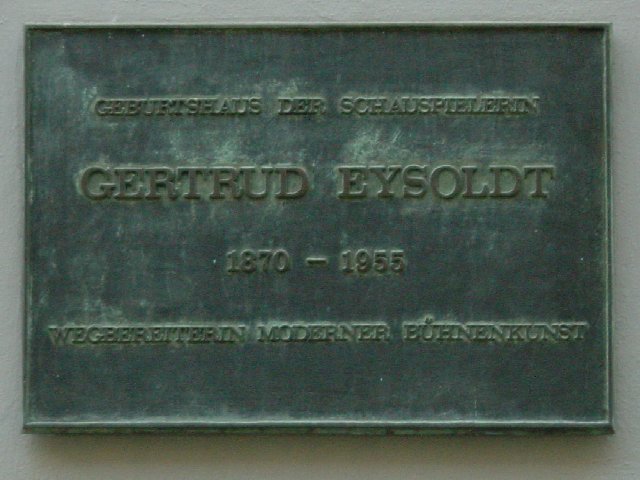 GEBURTSHAUS DER SCHAUSPIELERIN
GERTRUD EYSOLDT
1870 – 1955
WEGBEREITERIN MODERNER BÜHNENKUNST